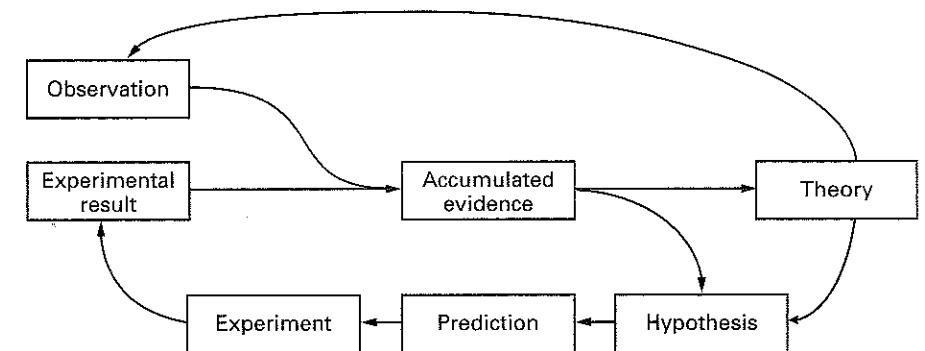 Observation
Experimental
result
Accumulated
evidence
Theory
Experiment
Prediction
Hypothesis